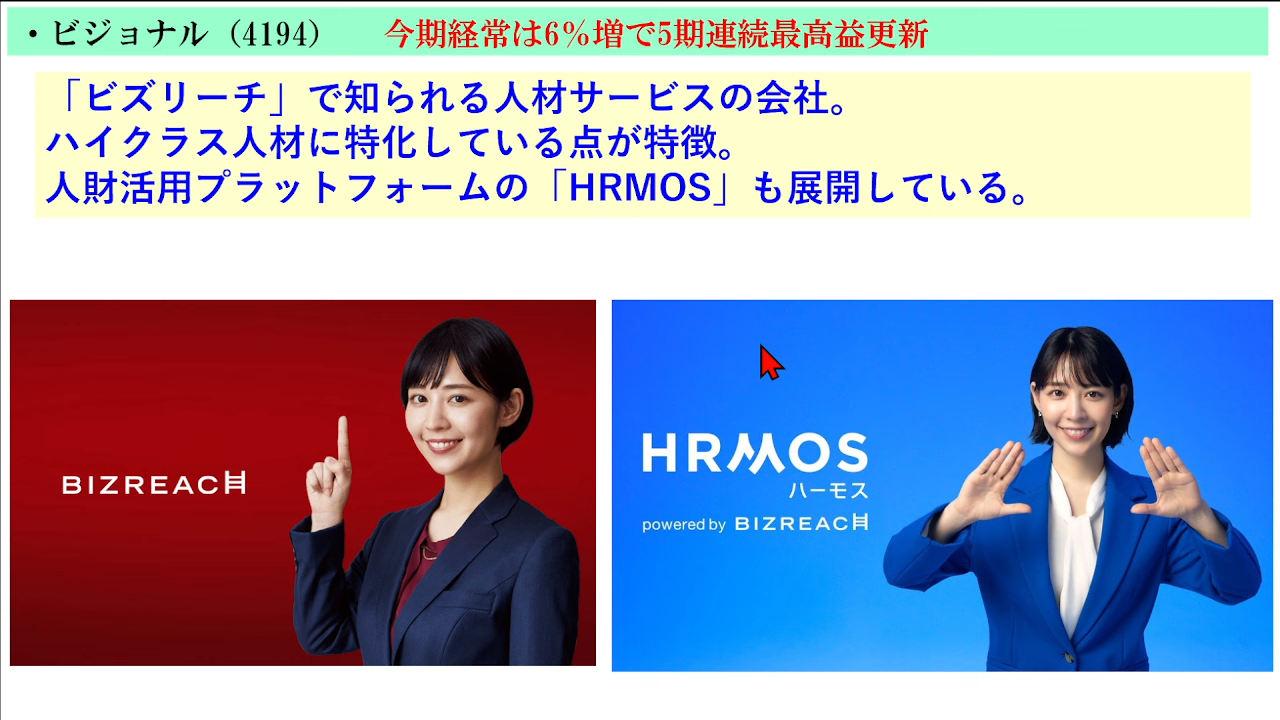 ・ビジョナル（4194）　　今期経常は6％増で5期連続最高益更新
「ビズリーチ」で知られる人材サービスの会社。
ハイクラス人材に特化している点が特徴。
人財活用プラットフォームの「HRMOS」も展開している。
BIZREACH
HRMOS
ハーモス
powered by BIZREACH